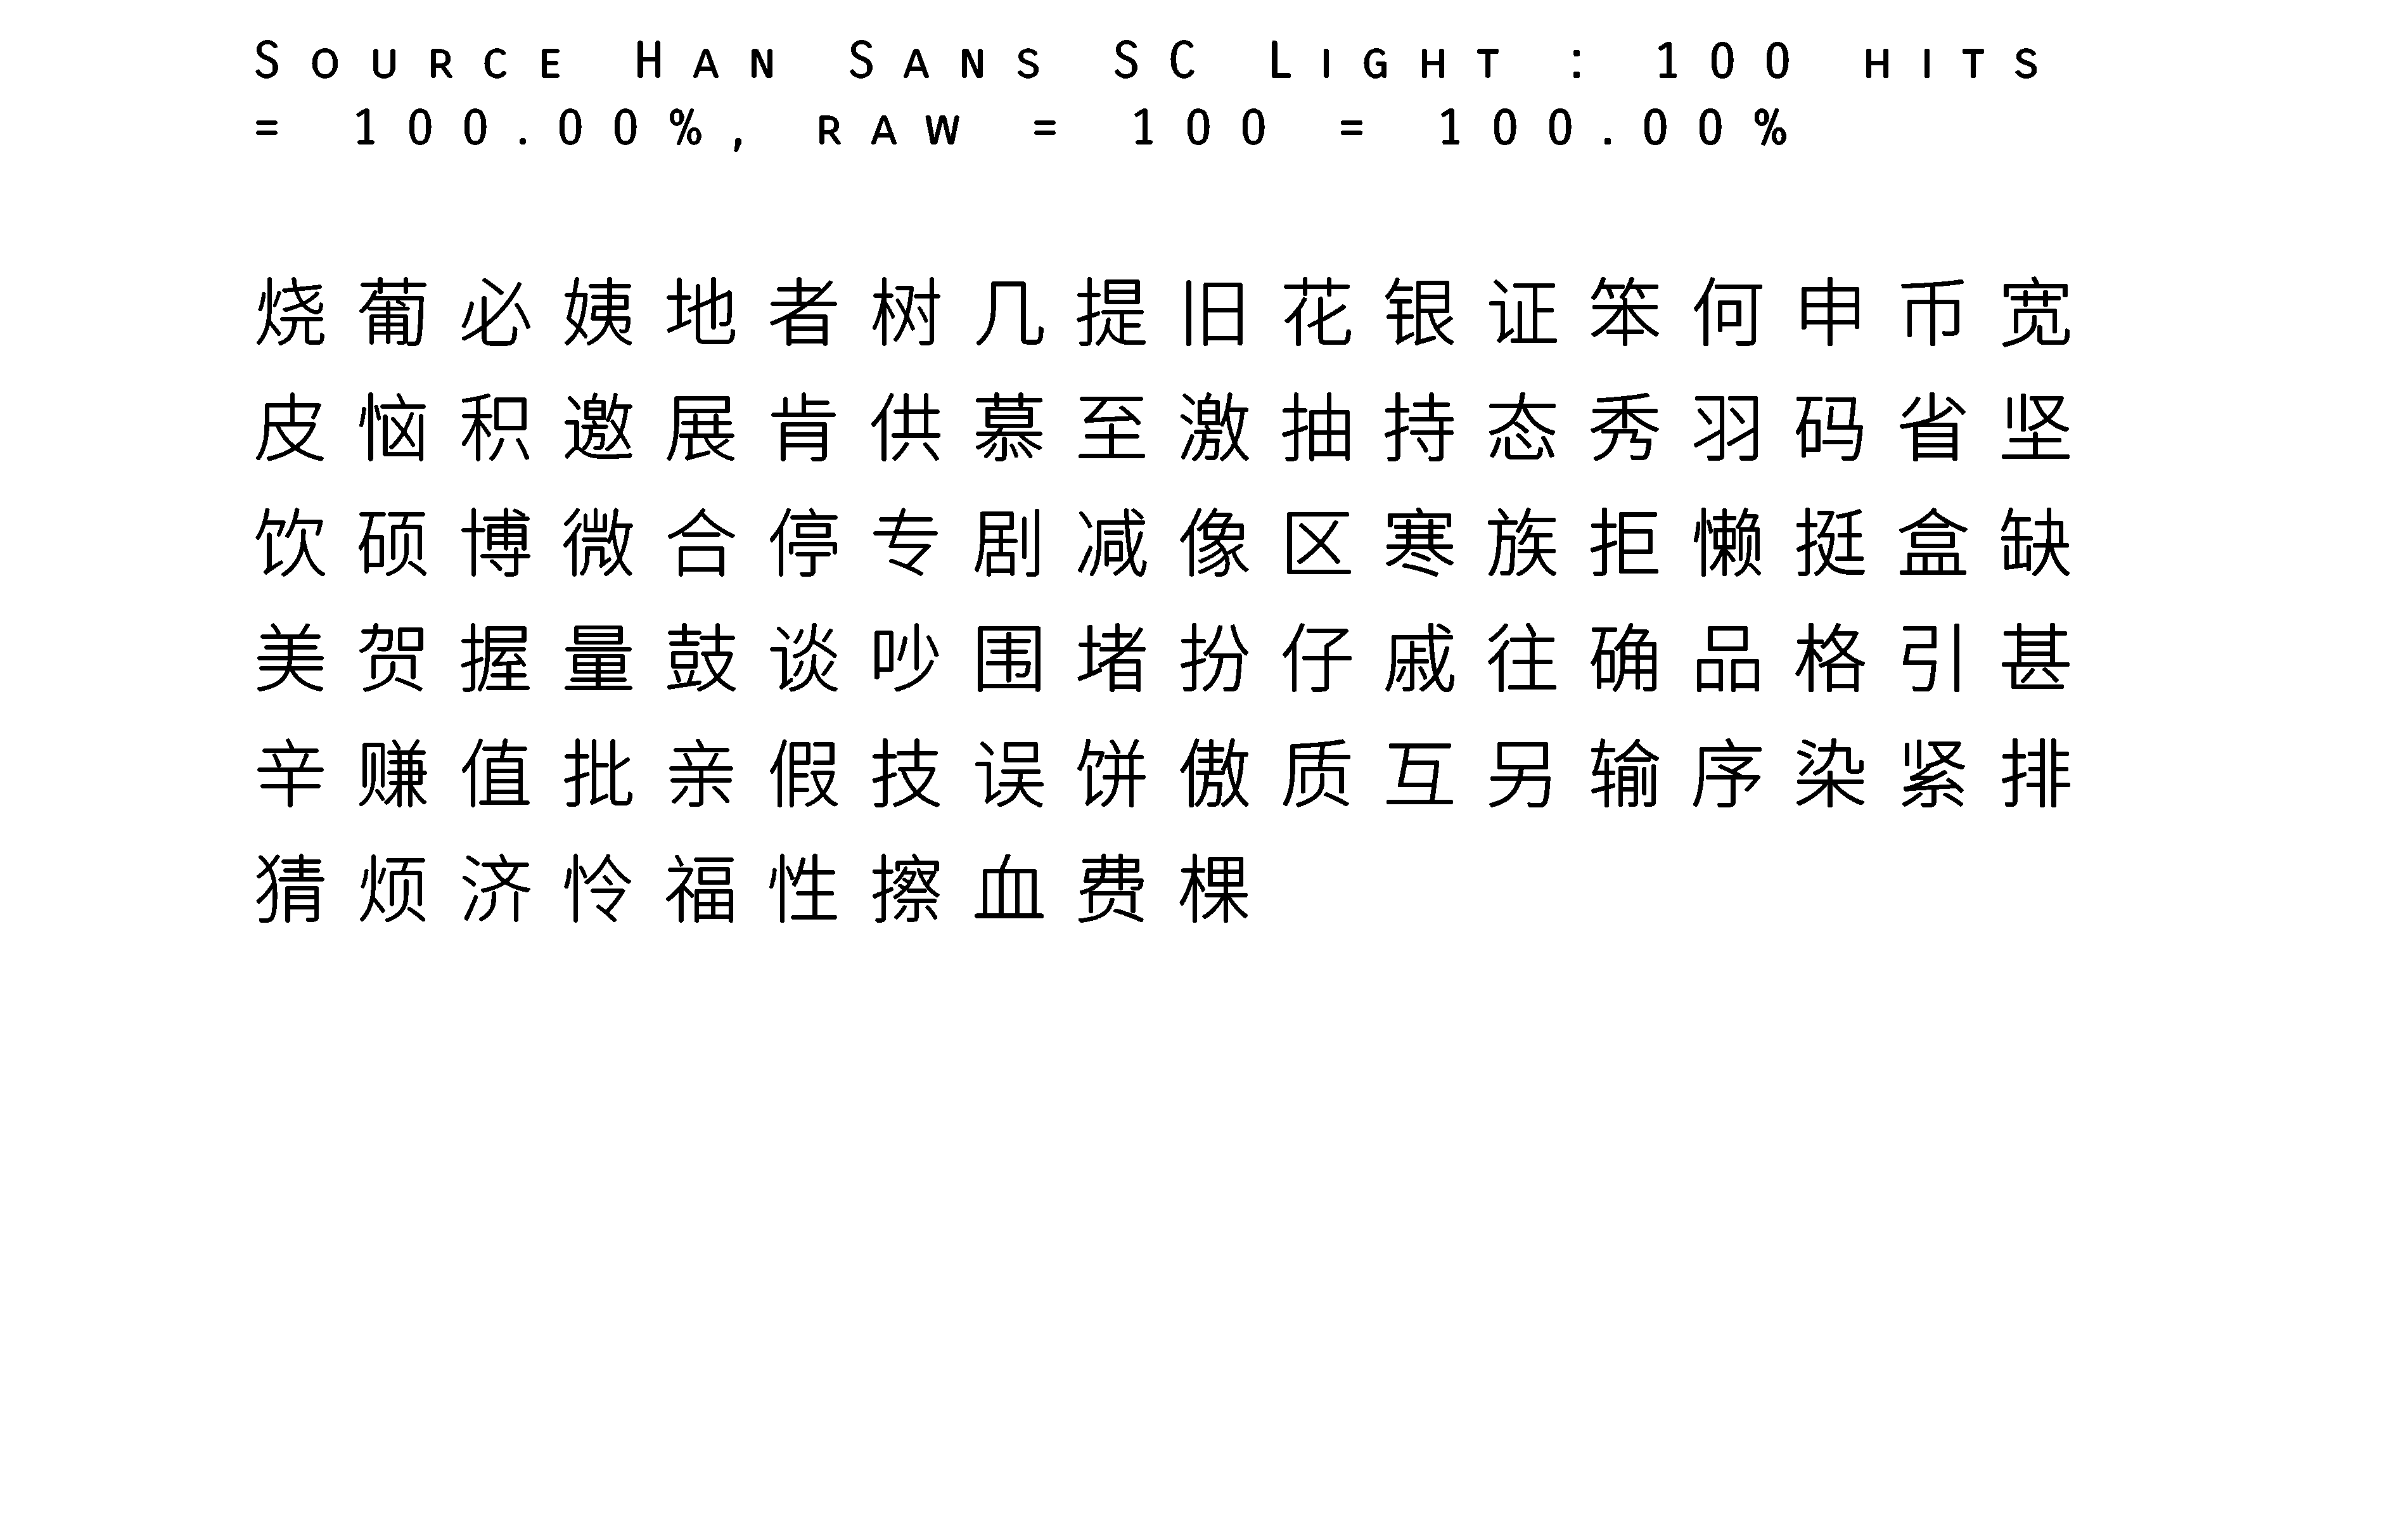 Source Han Sans SC Light : 100 hits
= 100.00%, raw = 100 = 100.00%
烧葡必姨地者树几提旧花银证笨何申币宽
皮恼积邀展肯供慕至激抽持态秀羽码省坚
饮硕博微合停专剧减像区寒族拒懒挺盒缺
美贺握量鼓谈吵围堵扮仔戚往确品格引甚
辛赚值批亲假技误饼傲质互另输序染紧排
猜烦济怜福性擦血费棵